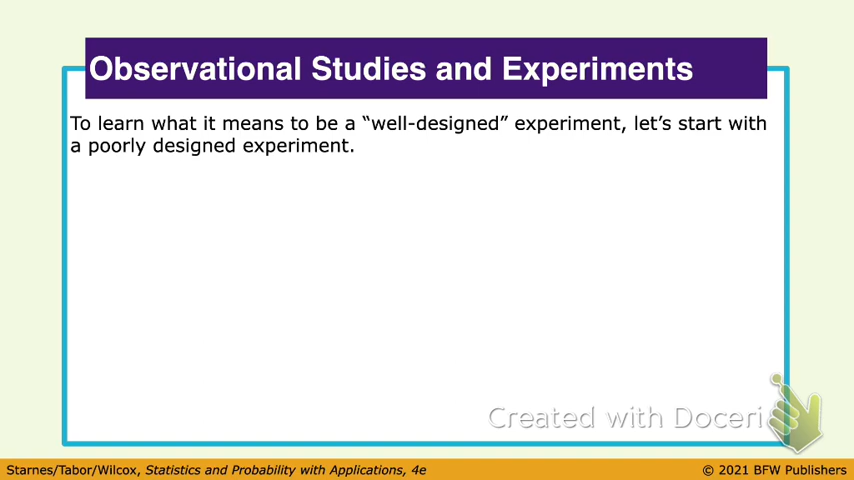 Observational Studies and Experiments
To learn what it means to be a “well-designed” experiment, let’s start with
a poorly designed experiment.
Created with Doceri
Starnes/Tabor/Wilcox, Statistics and Probability with Applications, 4e
© 2021 BFW Publishers